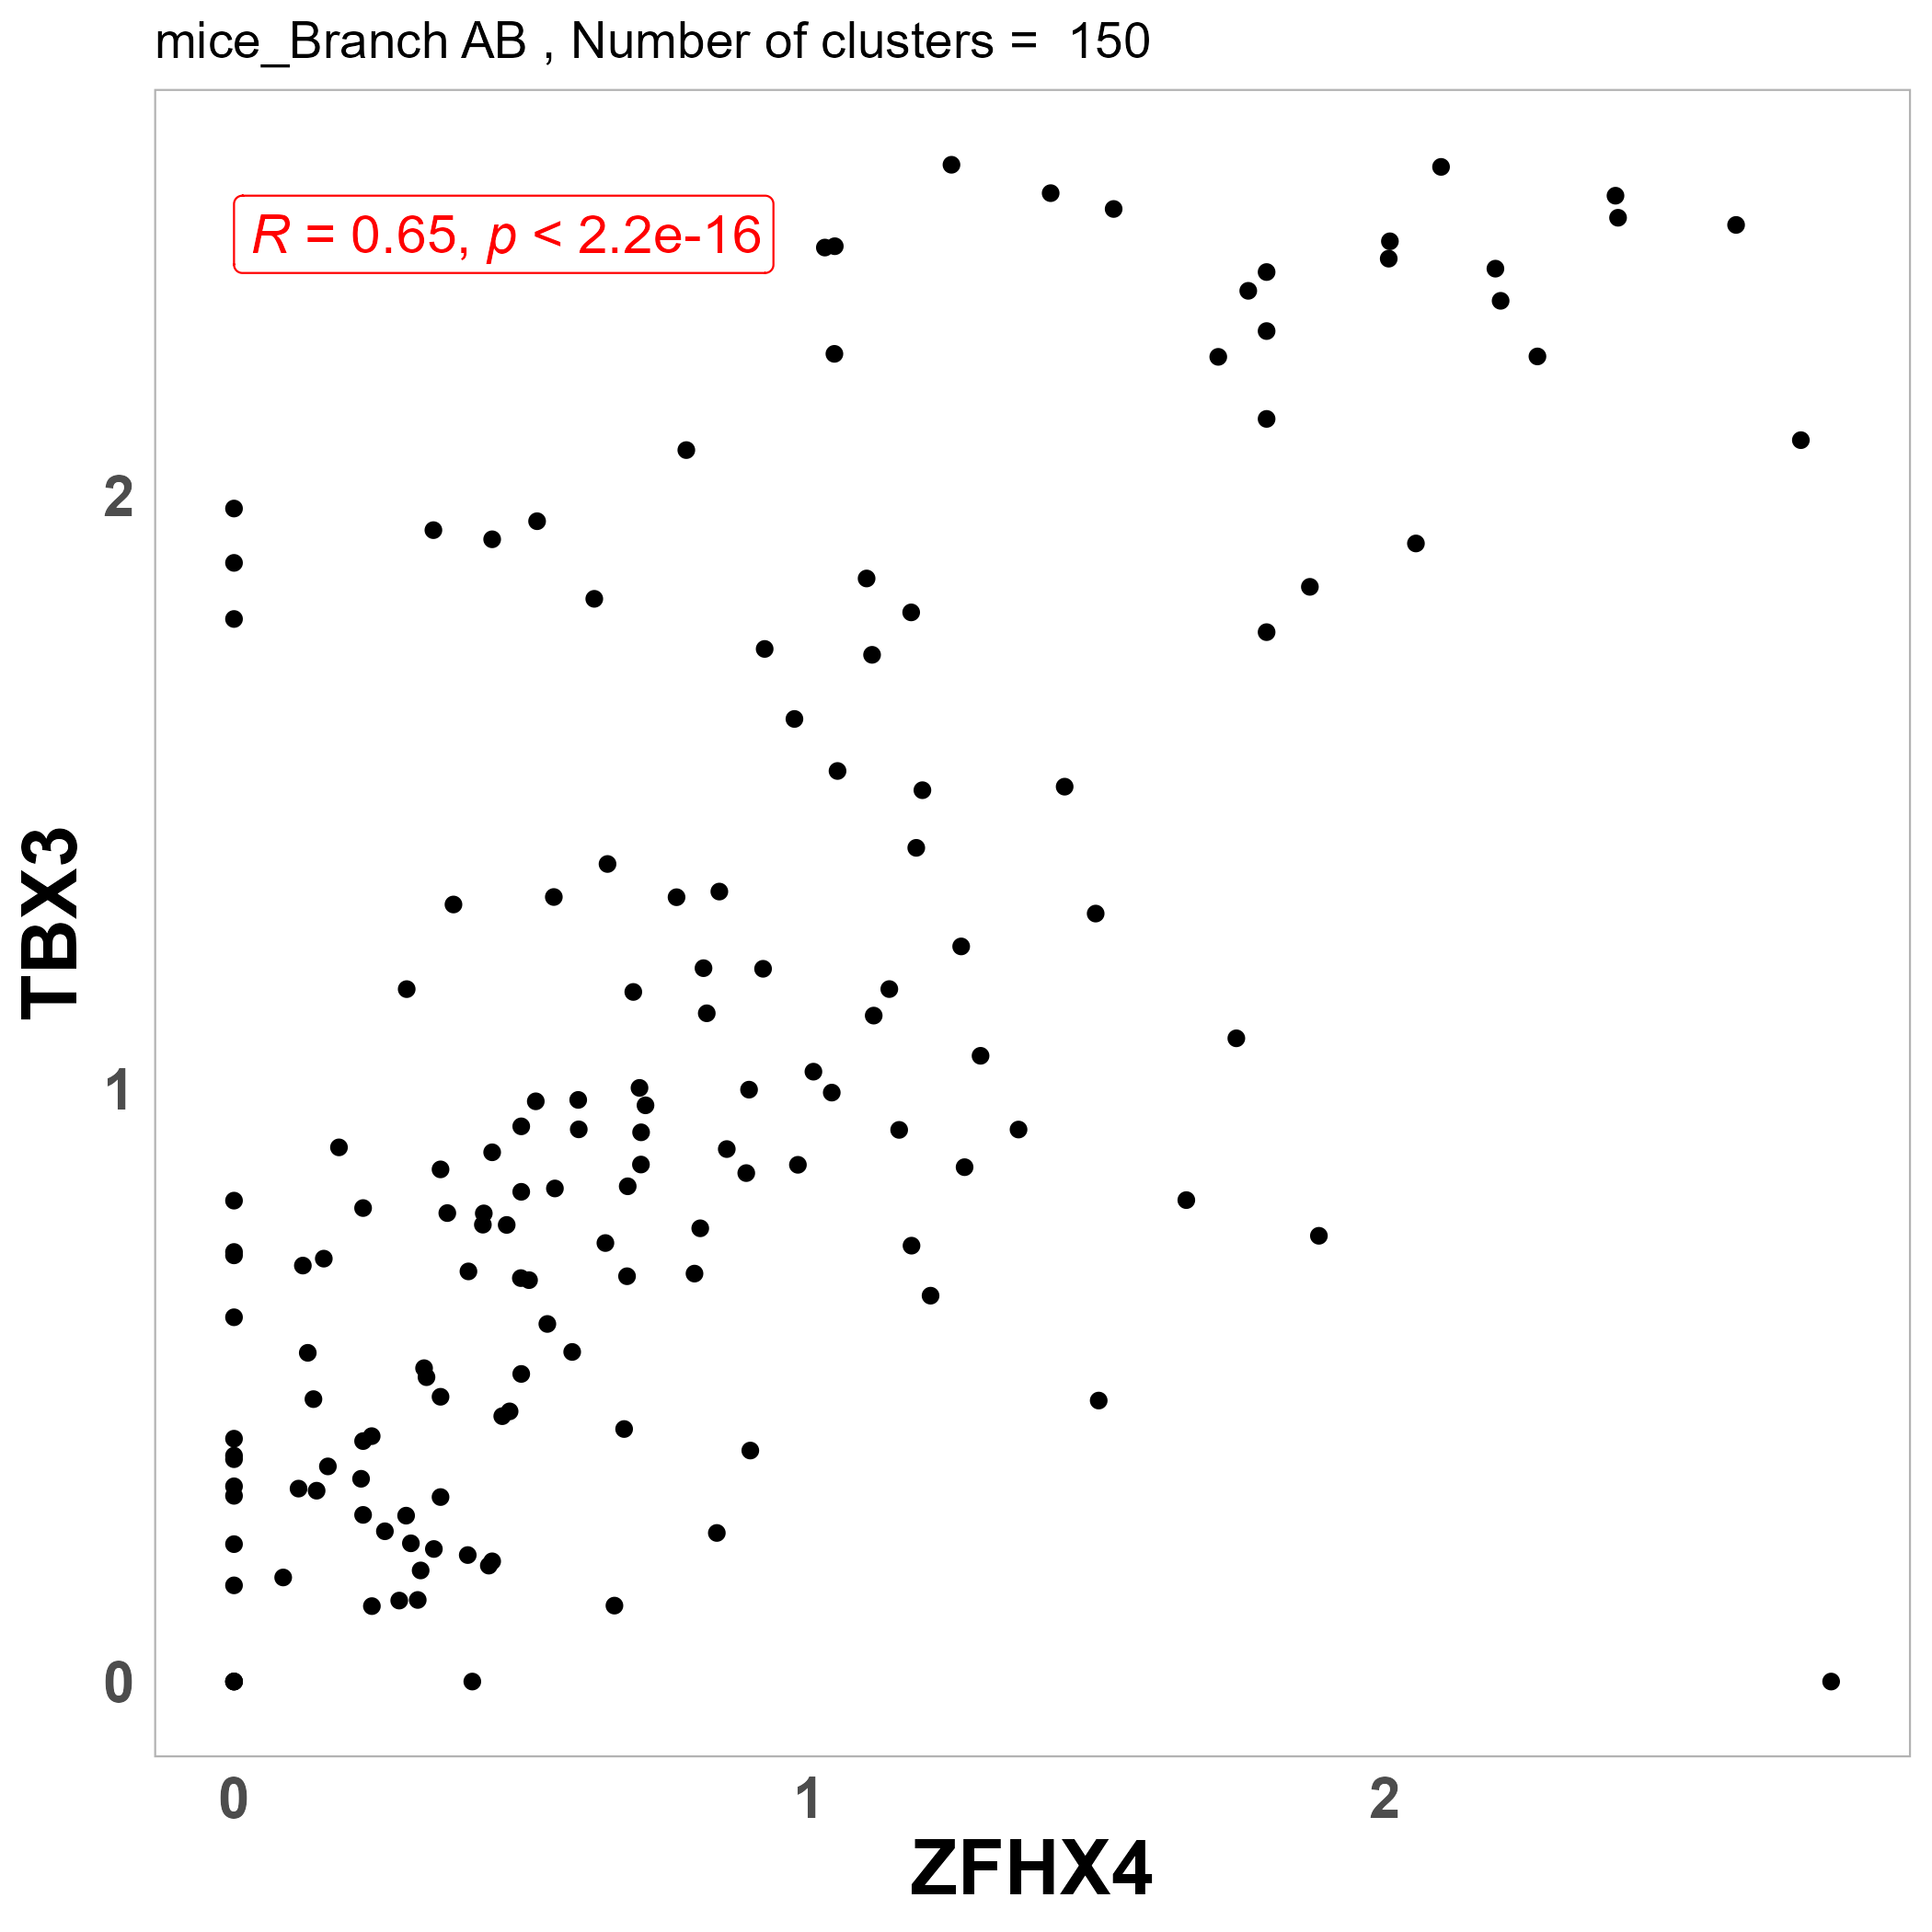 mice_Branch AB , Number of clusters =  150
R = 0.65, p < 2.2e-16
2
1
0
TBX3
0
1
2
ZFHX4